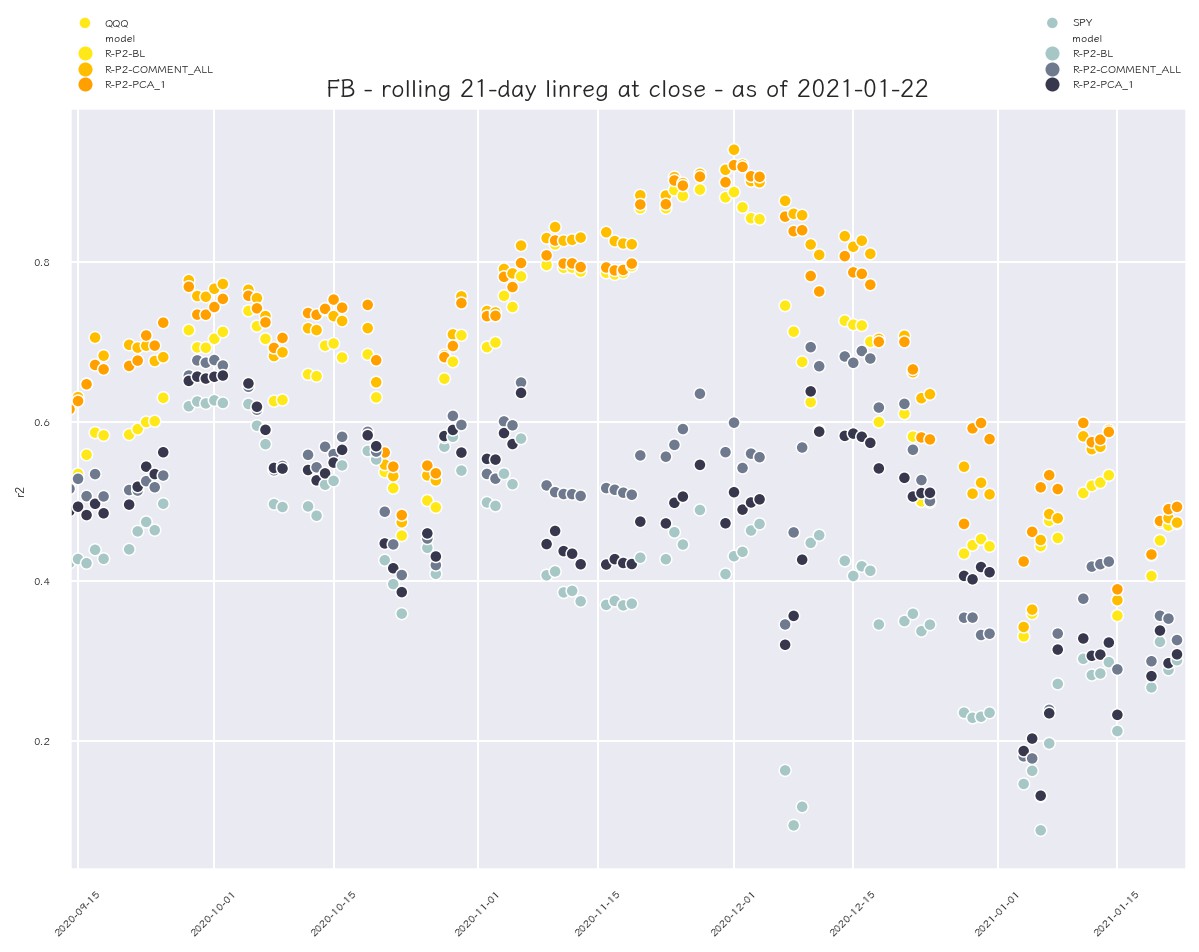 QQQ
model
R-P2-BL
R-P2-COMMENT_ALL
R-P2-PCA_1
SPY
model
R-P2-BL
R-P2-COMMENT_ALL
R-P2-PCA_1
FB - rolling 21-day linreg at close - as of 2021-01-22
r2
0.8
0.6
0.4
0.2
2020-09-15
2020-10-01
2020-10-15
2020-11-01
2020-11-15
2020-12-01
2020-12-15
2021-01-01
2021-01-15